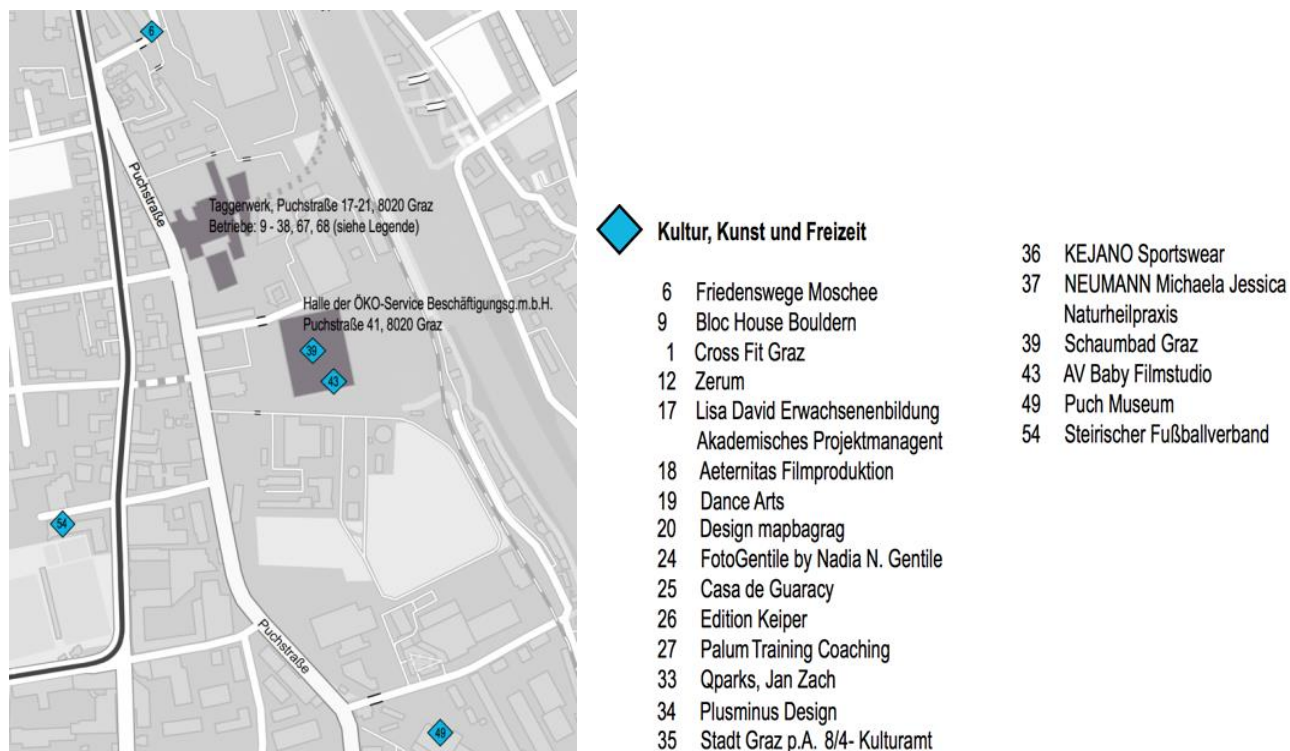 6
Puchstraße
Taggerwerk, Puchstraße 17-21, 8020 Graz
Betriebe: 9 - 38, 67, 68 (siehe Legende)
Halle der ÖKO-Service Beschäftigungsg.m.b.H.
Puchstraße 41, 8020 Graz
39
43
54
Puchstraße
49
Kultur, Kunst und Freizeit
6 Friedenswege Moschee
9 Bloc House Bouldern
1 Cross Fit Graz
12 Zerum
17 Lisa David Erwachsenenbildung
Akademisches Projektmanagent
18 Aeternitas Filmproduktion
19 Dance Arts
20 Design mapbagrag
24 FotoGentile by Nadia N. Gentile
25 Casa de Guaracy
26 Edition Keiper
27 Palum Training Coaching
33 Qparks, Jan Zach
34 Plusminus Design
35 Stadt Graz p.A. 8/4- Kulturamt
36 KEJANO Sportswear
37 NEUMANN Michaela Jessica
Naturheilpraxis
39 Schaumbad Graz
43 AV Baby Filmstudio
49 Puch Museum
54 Steirischer Fußballverband